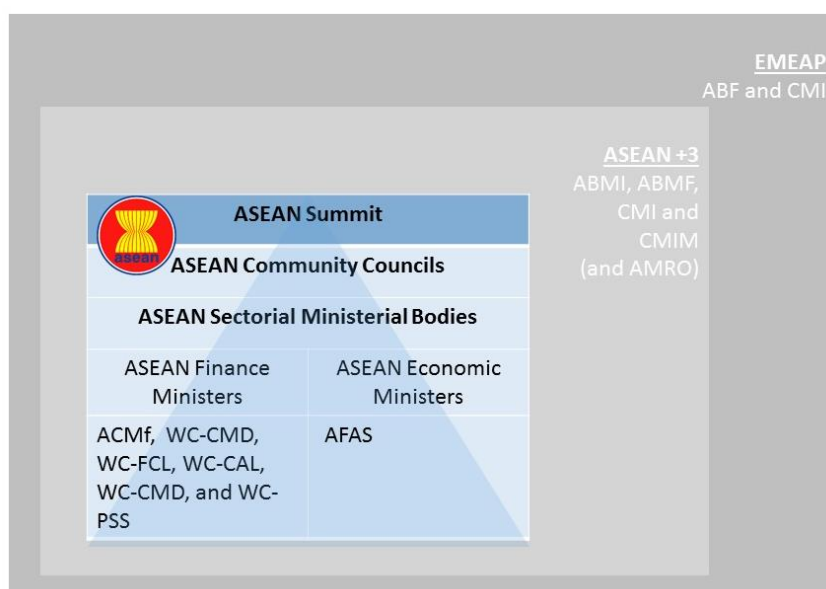 EMEAP
ABF and CMI
ASEAN +3
ABMI, ABMF,
CMI and
CMIM
(and AMRO)
asean
ASEAN Summit
ASEAN Community Councils
ASEAN Sectorial Ministerial Bodies
ASEAN Finance
Ministers
ASEAN Economic
Ministers
ACMf, WC-CMD,
WC-FCL, WC-CAL,
WC-CMD, and WC-
PSS
AFAS